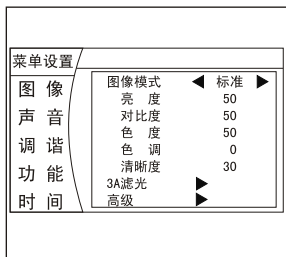 菜单设置
图 像
声 音
调 谐
功 能
时 间
图像模式 ◀ 标准 ▶
亮 度 50
对比度 50
色 度 50
色 调 0
清晰度 30
3A滤光 ▶
高级 ▶